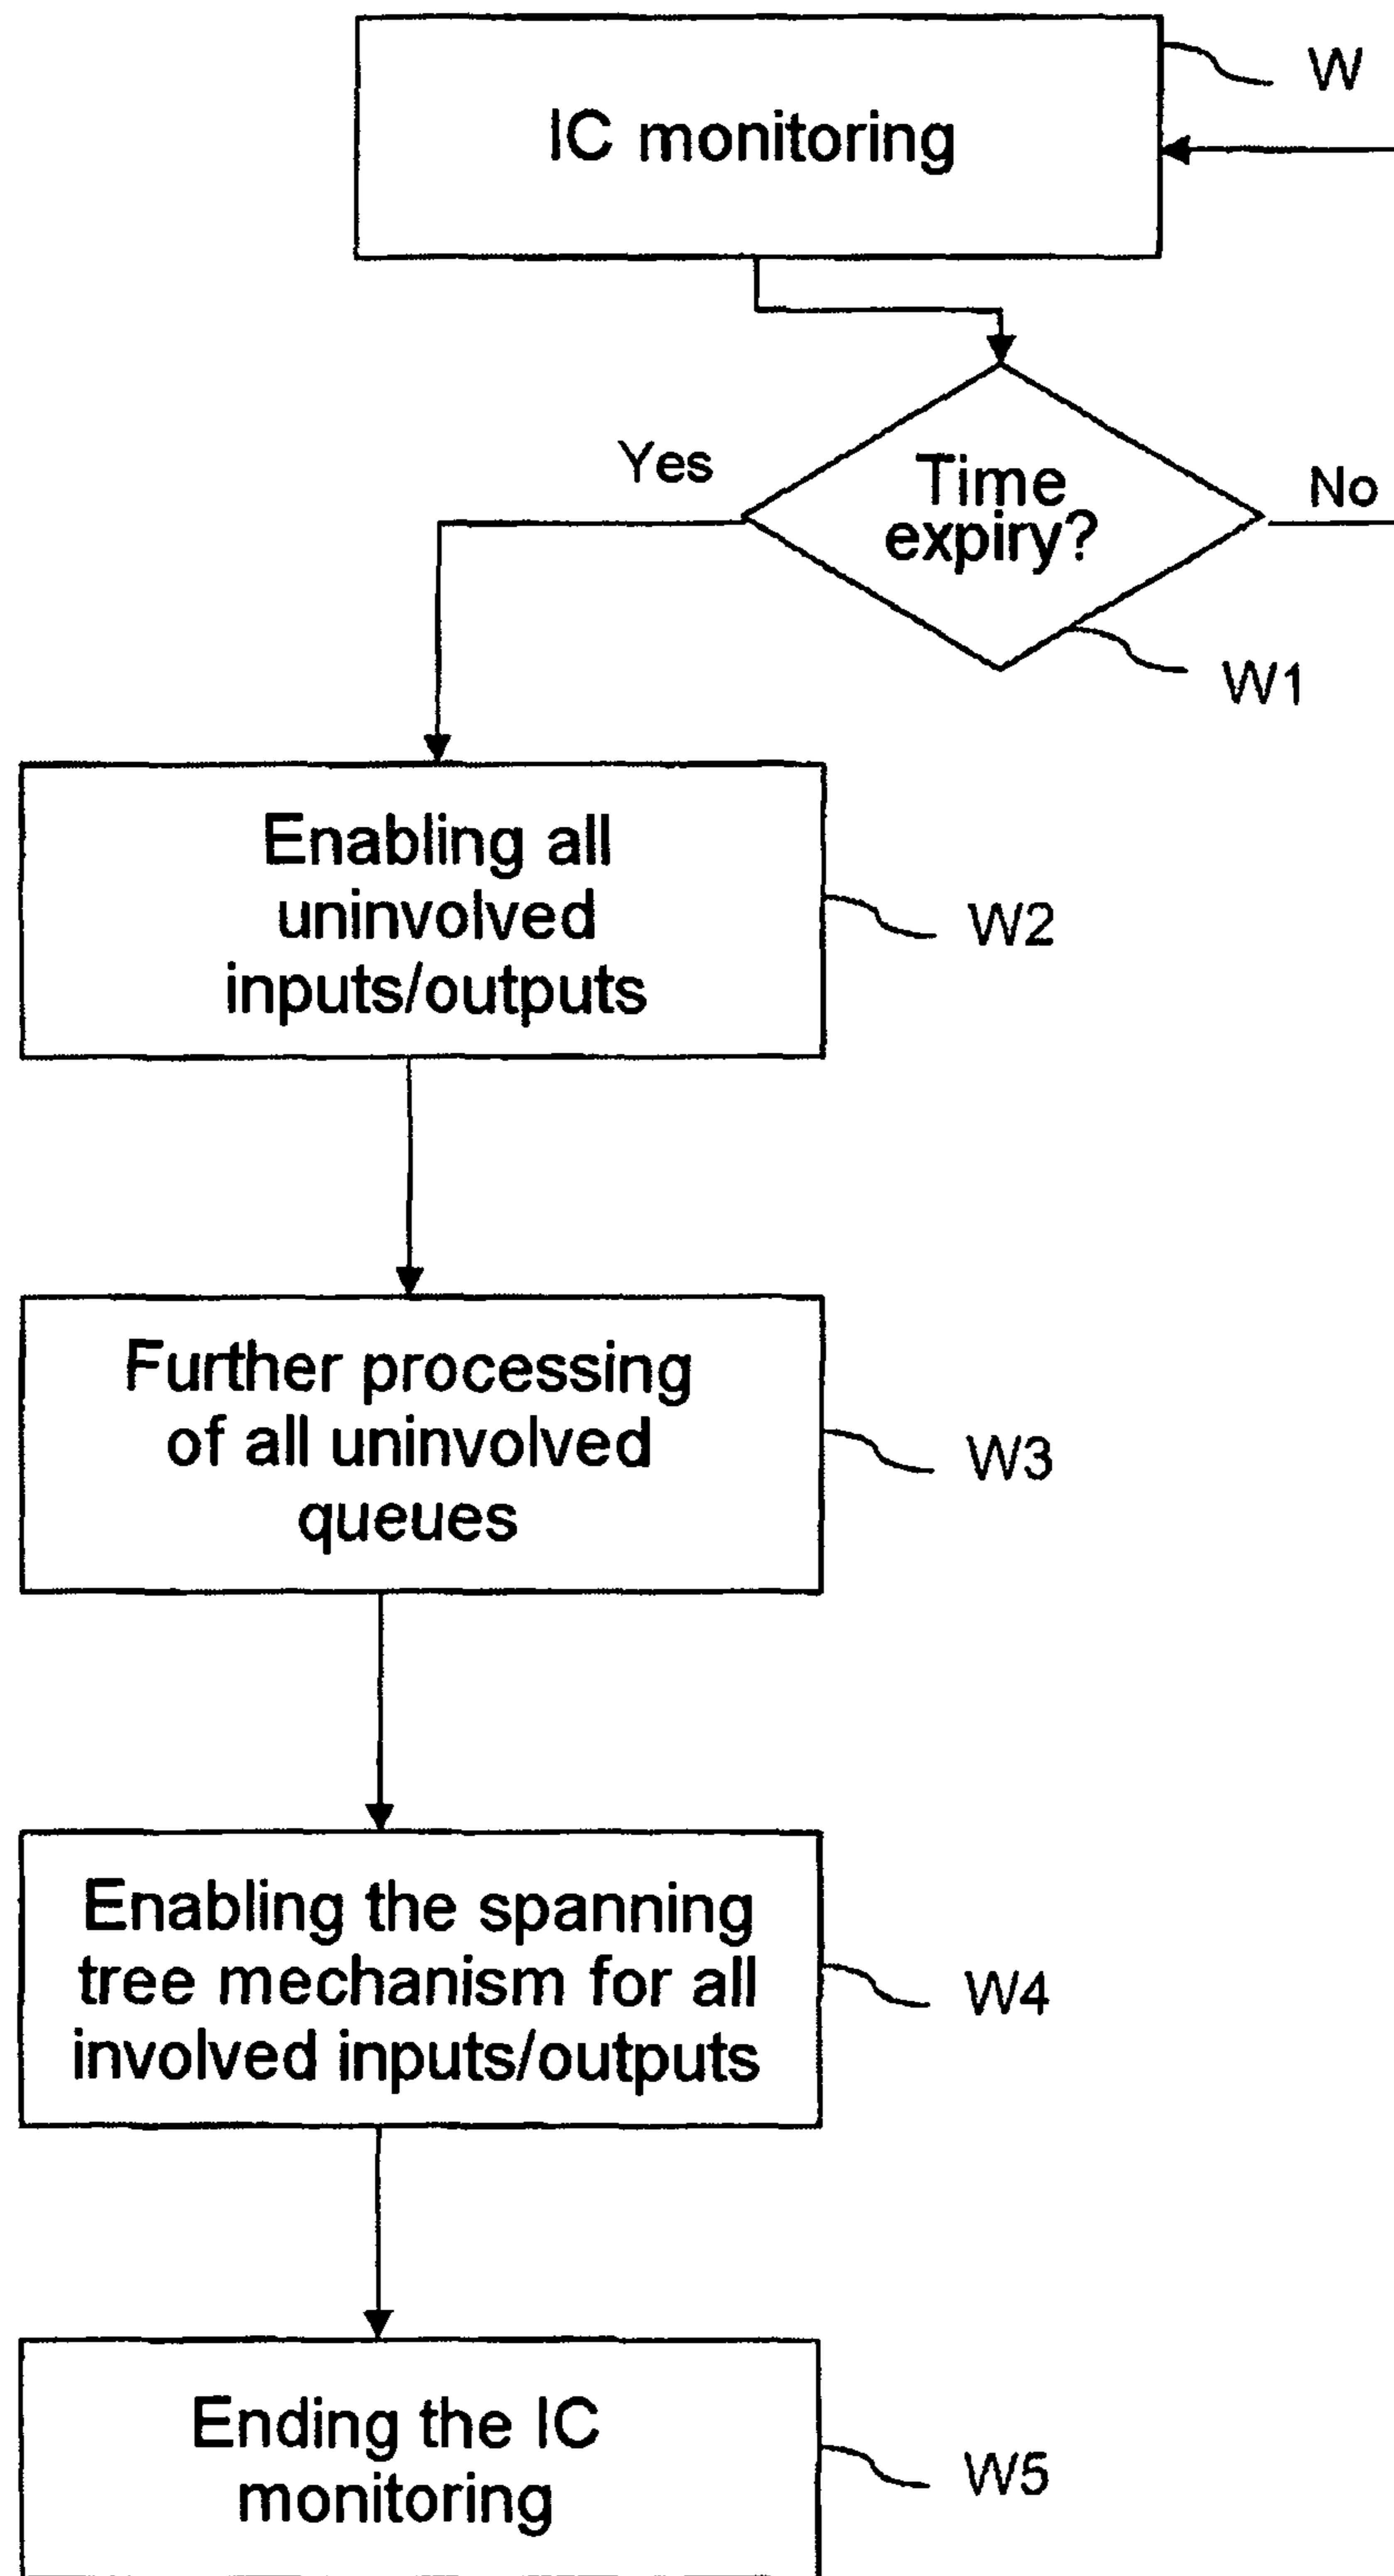 IC monitoring
W
Yes
Time
expiry?
No
W1
Enabling all
uninvolved
inputs/outputs
W2
Further processing
of all uninvolved
queues
W3
Enabling the spanning
tree mechanism for all
involved inputs/outputs
W4
Ending the IC
monitoring
W5